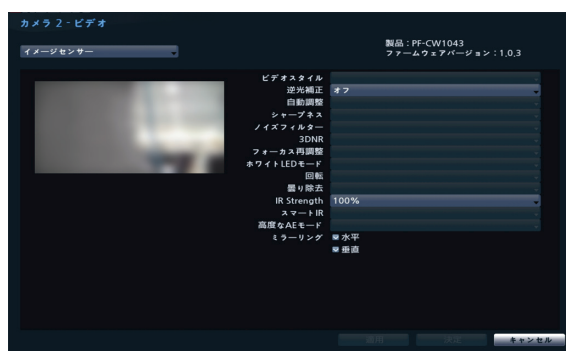 カメラ 2 - ビデオ
イメージセンサー
製品：PF-CW1043
ファームウェアバージョン：1.0.3
ビデオスタイル
逆光補正 オフ
自動調整
シャープネス
ノイズフィルター
3DNR
フォーカス再調整
ホワイトLEDモード
回転
曇り除去
IR Strength 100%
スマートIR
高度なAEモード
ミラーリング 水平
垂直
適用 決定 キャンセル